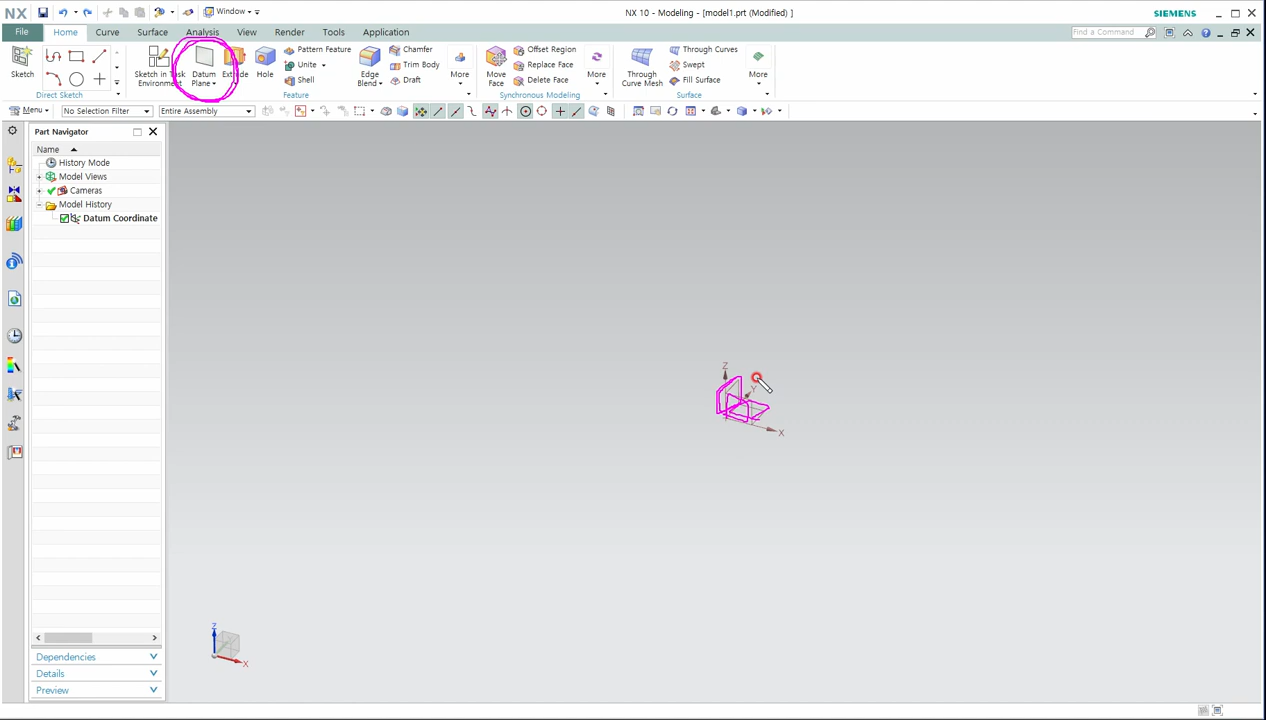 NX
Window
NX 10 - Modeling - [model1.prt (Modified) ]
SIEMENS
File Home Curve Surface Analysis View Render Tools Application
Find a Command
Sketch
Direct Sketch
Sketch in Task Environment
Datum Plane
Extrude
Hole
Pattern Feature
Unite
Shell
Edge Blend
Chamfer
Trim Body
Draft
More
Feature
Move Face
Offset Region
Replace Face
Delete Face
More
Synchronous Modeling
Through Curve Mesh
Through Curves
Swept
Fill Surface
More
Surface
Menu
No Selection Filter
Entire Assembly
Part Navigator
Name
History Mode
Model Views
Cameras
Model History
Datum Coordinate
Z
Y
X
Z
X
Dependencies
Details
Preview